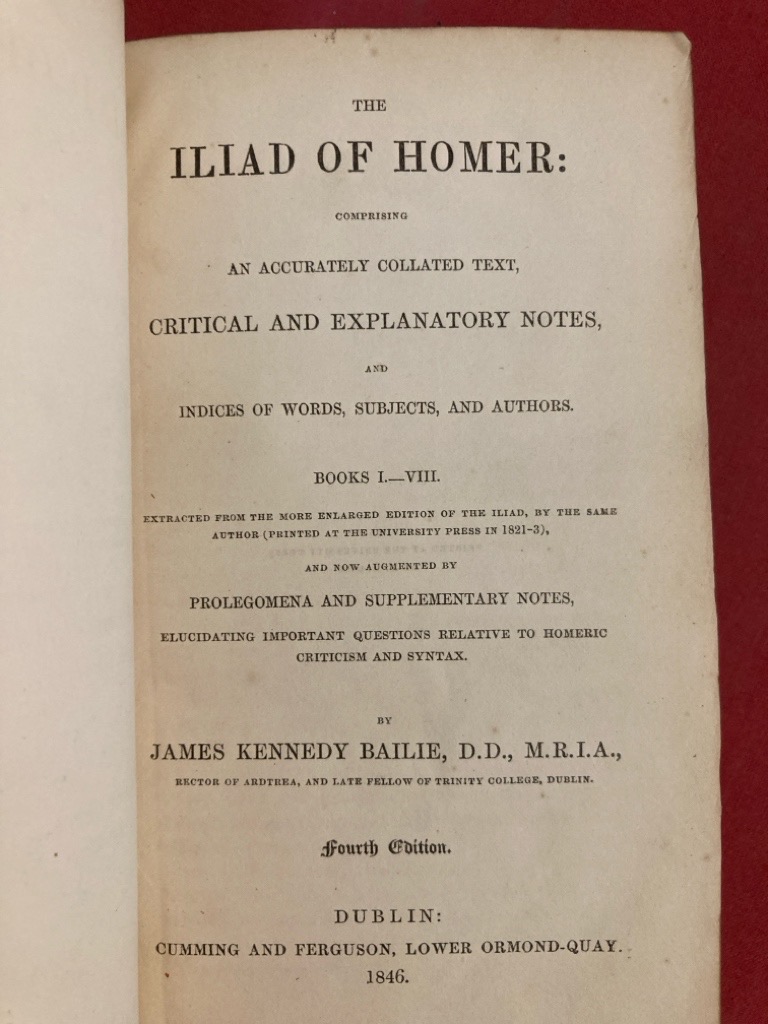 THE
ILIAD OF HOMER:
COMPRISING
AN ACCURATELY COLLATED TEXT,
CRITICAL AND EXPLANATORY NOTES,
AND
INDICES OF WORDS, SUBJECTS, AND AUTHORS.
BOOKS I.—VIII.
EXTRACTED FROM THE MORE ENLARGED EDITION OF THE ILIAD, BY THE SAME
AUTHOR (PRINTED AT THE UNIVERSITY PRESS IN 1821-3),
AND NOW AUGMENTED BY
PROLEGOMENA AND SUPPLEMENTARY NOTES,
ELUCIDATING IMPORTANT QUESTIONS RELATIVE TO HOMERIC
CRITICISM AND SYNTAX.
BY
JAMES KENNEDY BAILIE, D.D., M.R.I.A.,
RECTOR OF ARDTREA, AND LATE FELLOW OF TRINITY COLLEGE, DUBLIN.
Fourth Edition.
DUBLIN:
CUMMING AND FERGUSON, LOWER ORMOND-QUAY.
1846.